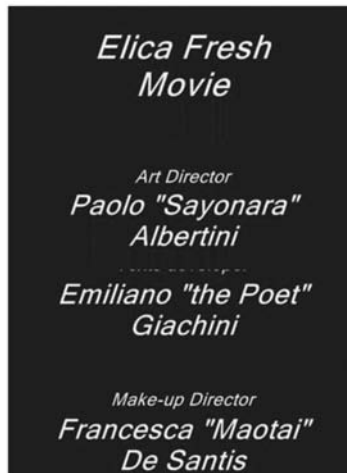 Elica Fresh
Movie
Art Director
Paolo "Sayonara"
Albertini
Emiliano "the Poet"
Giachini
Make-up Director
Francesca "Maotai"
De Santis